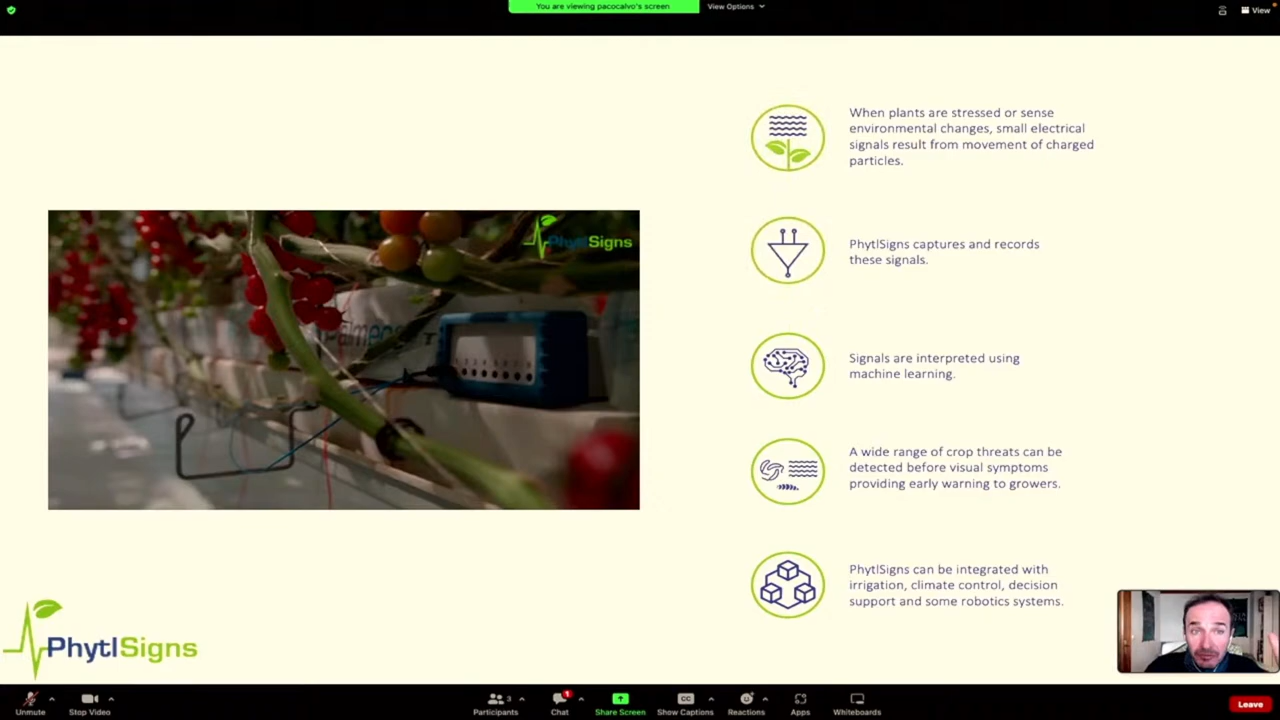 You are viewing pacocalvo's screen
View Options
View
When plants are stressed or sense
environmental changes, small electrical
signals result from movement of charged
particles.
PhytlSigns
PhytlSigns captures and records
these signals.
Signals are interpreted using
machine learning.
A wide range of crop threats can be
detected before visual symptoms
providing early warning to growers.
PhytlSigns can be integrated with
irrigation, climate control, decision
support and some robotics systems.
PhytlSigns
Unmute
Stop Video
Participants
3
Chat
1
Share Screen
CC
Show Captions
Reactions
Apps
Whiteboards
Leave